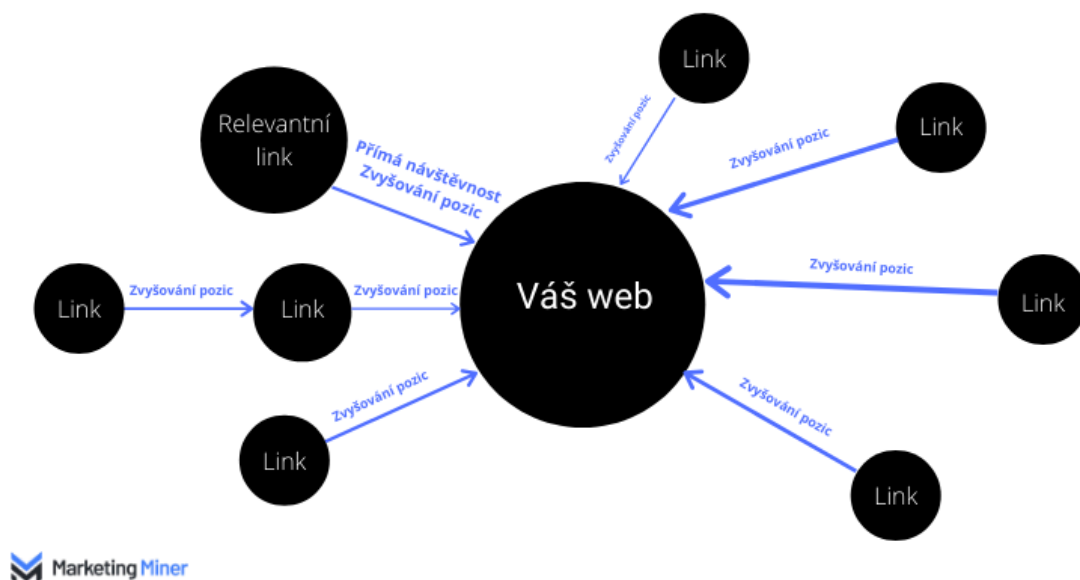 Link
Link
Relevantní
link
Přímá návštěvnost
Zvyšování pozic
Zvyšování pozic
Zvyšování pozic
Link
Zvyšování pozic
Link
Zvyšování pozic
Váš web
Zvyšování pozic
Link
Zvyšování pozic
Link
Zvyšování pozic
Link
Marketing Miner